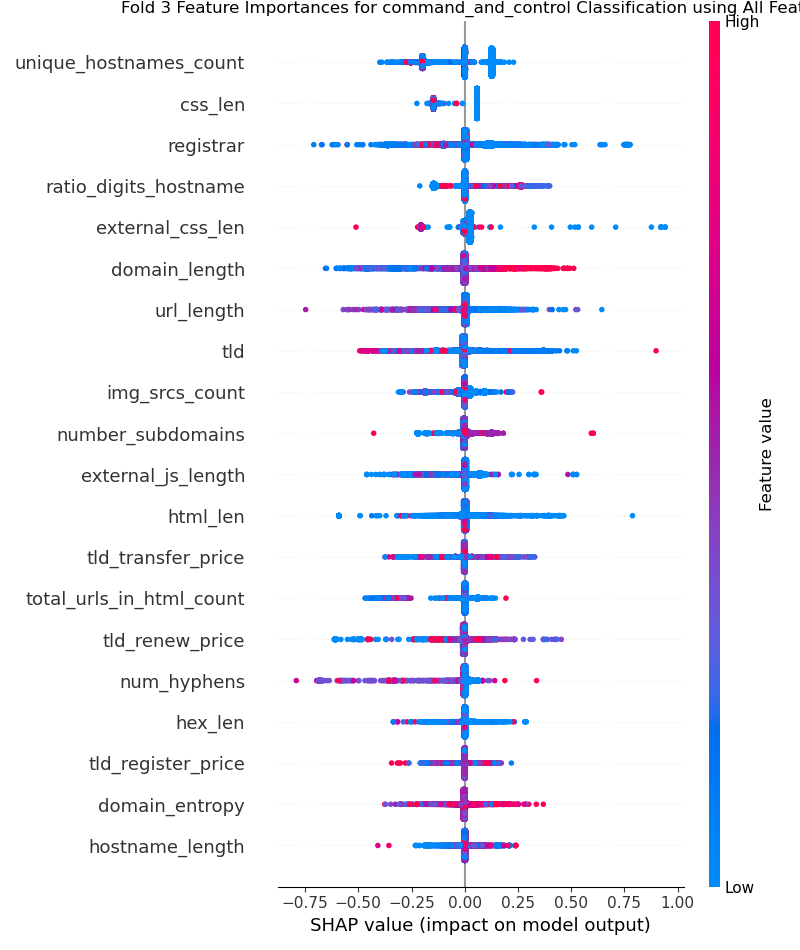 Fold 3 Feature Importances for command_and_control Classification using All Feat
High
unique_hostnames_count
css_len
registrar
ratio_digits_hostname
external_css_len
domain_length
url_length
tld
img_srcs_count
number_subdomains
external_js_length
html_len
tld_transfer_price
total_urls_in_html_count
tld_renew_price
num_hyphens
hex_len
tld_register_price
domain_entropy
hostname_length
Feature value
Low
−0.75 −0.50 −0.25 0.00 0.25 0.50 0.75 1.00
SHAP value (impact on model output)